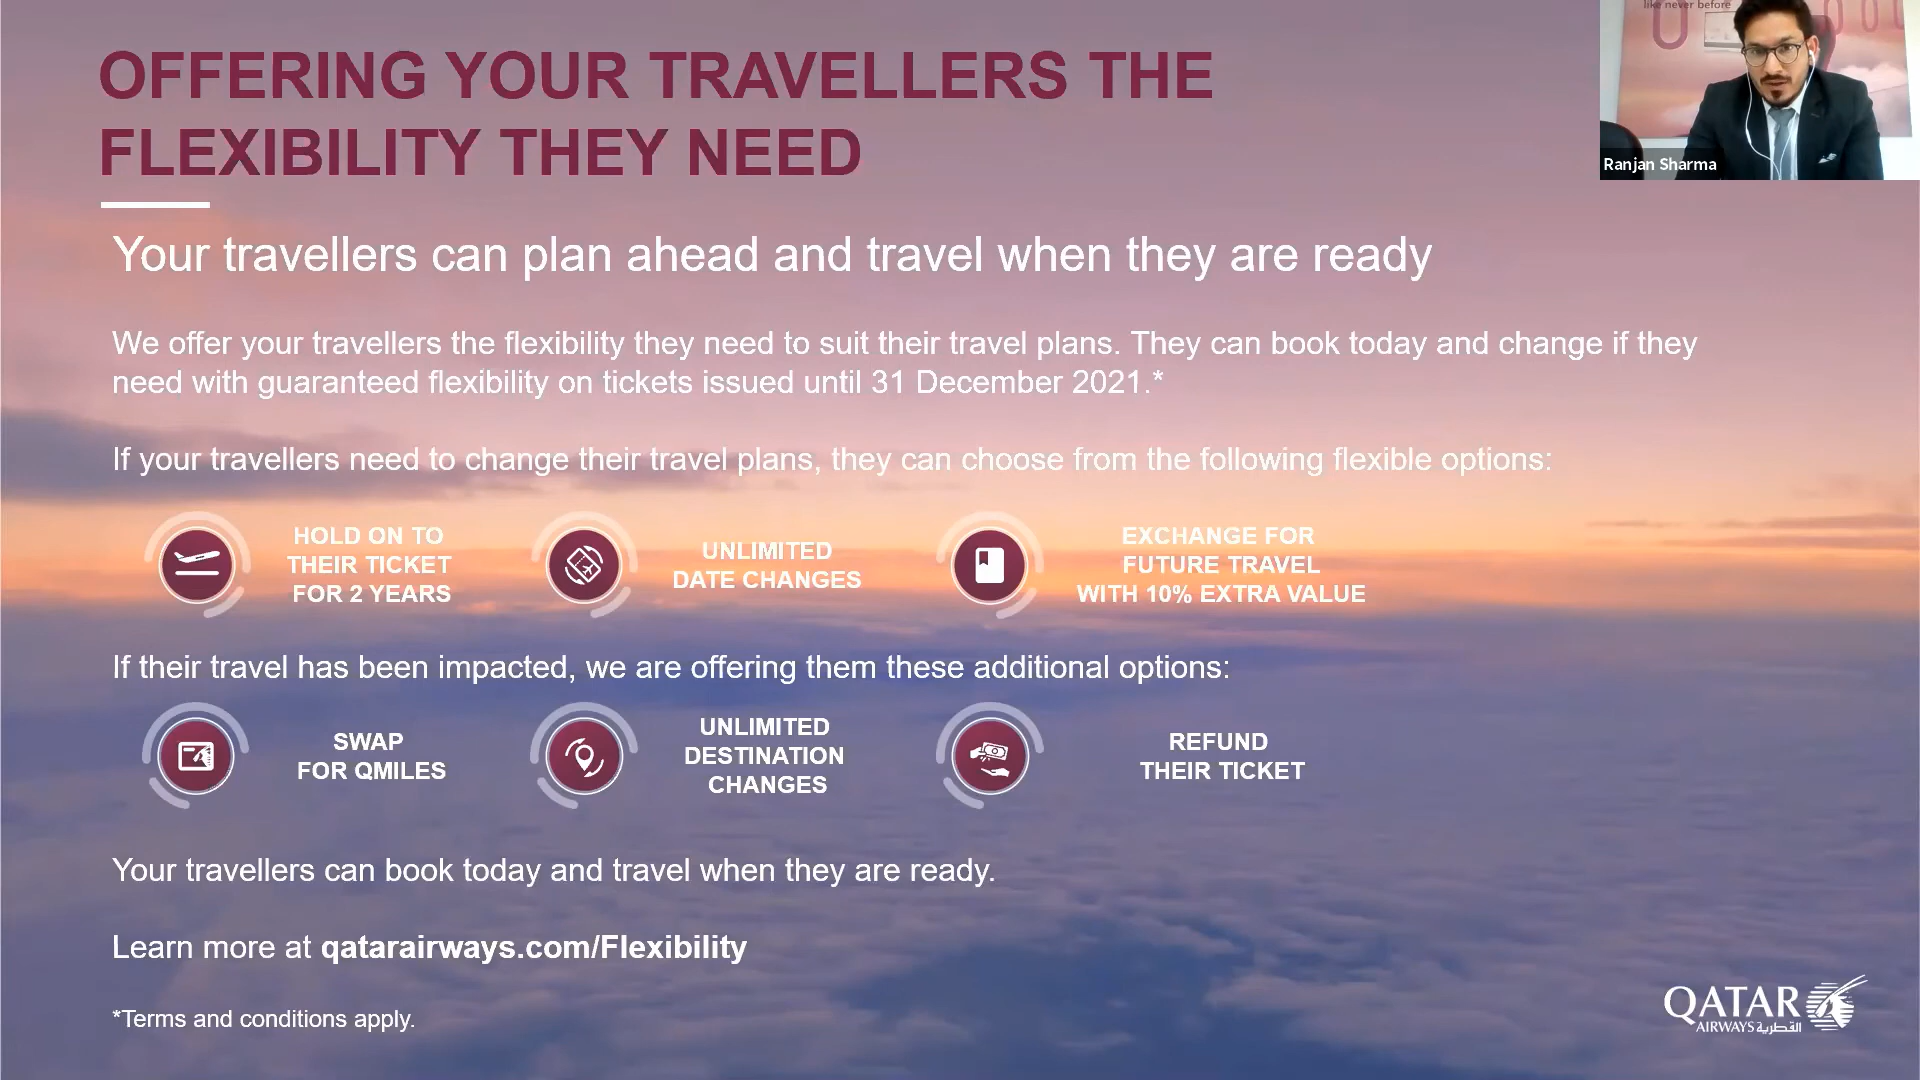 OFFERING YOUR TRAVELLERS THE
FLEXIBILITY THEY NEED
like never before
Ranjan Sharma
Your travellers can plan ahead and travel when they are ready
We offer your travellers the flexibility they need to suit their travel plans. They can book today and change if they
need with guaranteed flexibility on tickets issued until 31 December 2021.*
If your travellers need to change their travel plans, they can choose from the following flexible options:
HOLD ON TO
THEIR TICKET
FOR 2 YEARS
UNLIMITED
DATE CHANGES
EXCHANGE FOR
FUTURE TRAVEL
WITH 10% EXTRA VALUE
If their travel has been impacted, we are offering them these additional options:
SWAP
FOR QMILES
UNLIMITED
DESTINATION
CHANGES
REFUND
THEIR TICKET
Your travellers can book today and travel when they are ready.
Learn more at qatarairways.com/Flexibility
*Terms and conditions apply.
QATAR
AIRWAYS القطرية